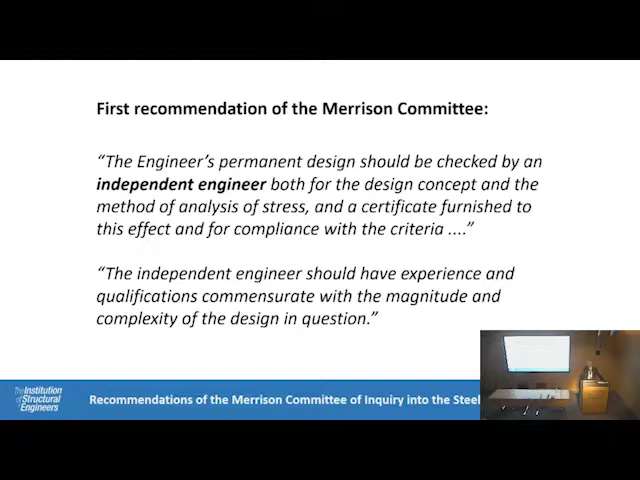 First recommendation of the Merrison Committee:
“The Engineer’s permanent design should be checked by an
independent engineer both for the design concept and the
method of analysis of stress, and a certificate furnished to
this effect and for compliance with the criteria ....”
“The independent engineer should have experience and
qualifications commensurate with the magnitude and
complexity of the design in question.”
The Institution
of Structural
Engineers
Recommendations of the Merrison Committee of Inquiry into the Steel